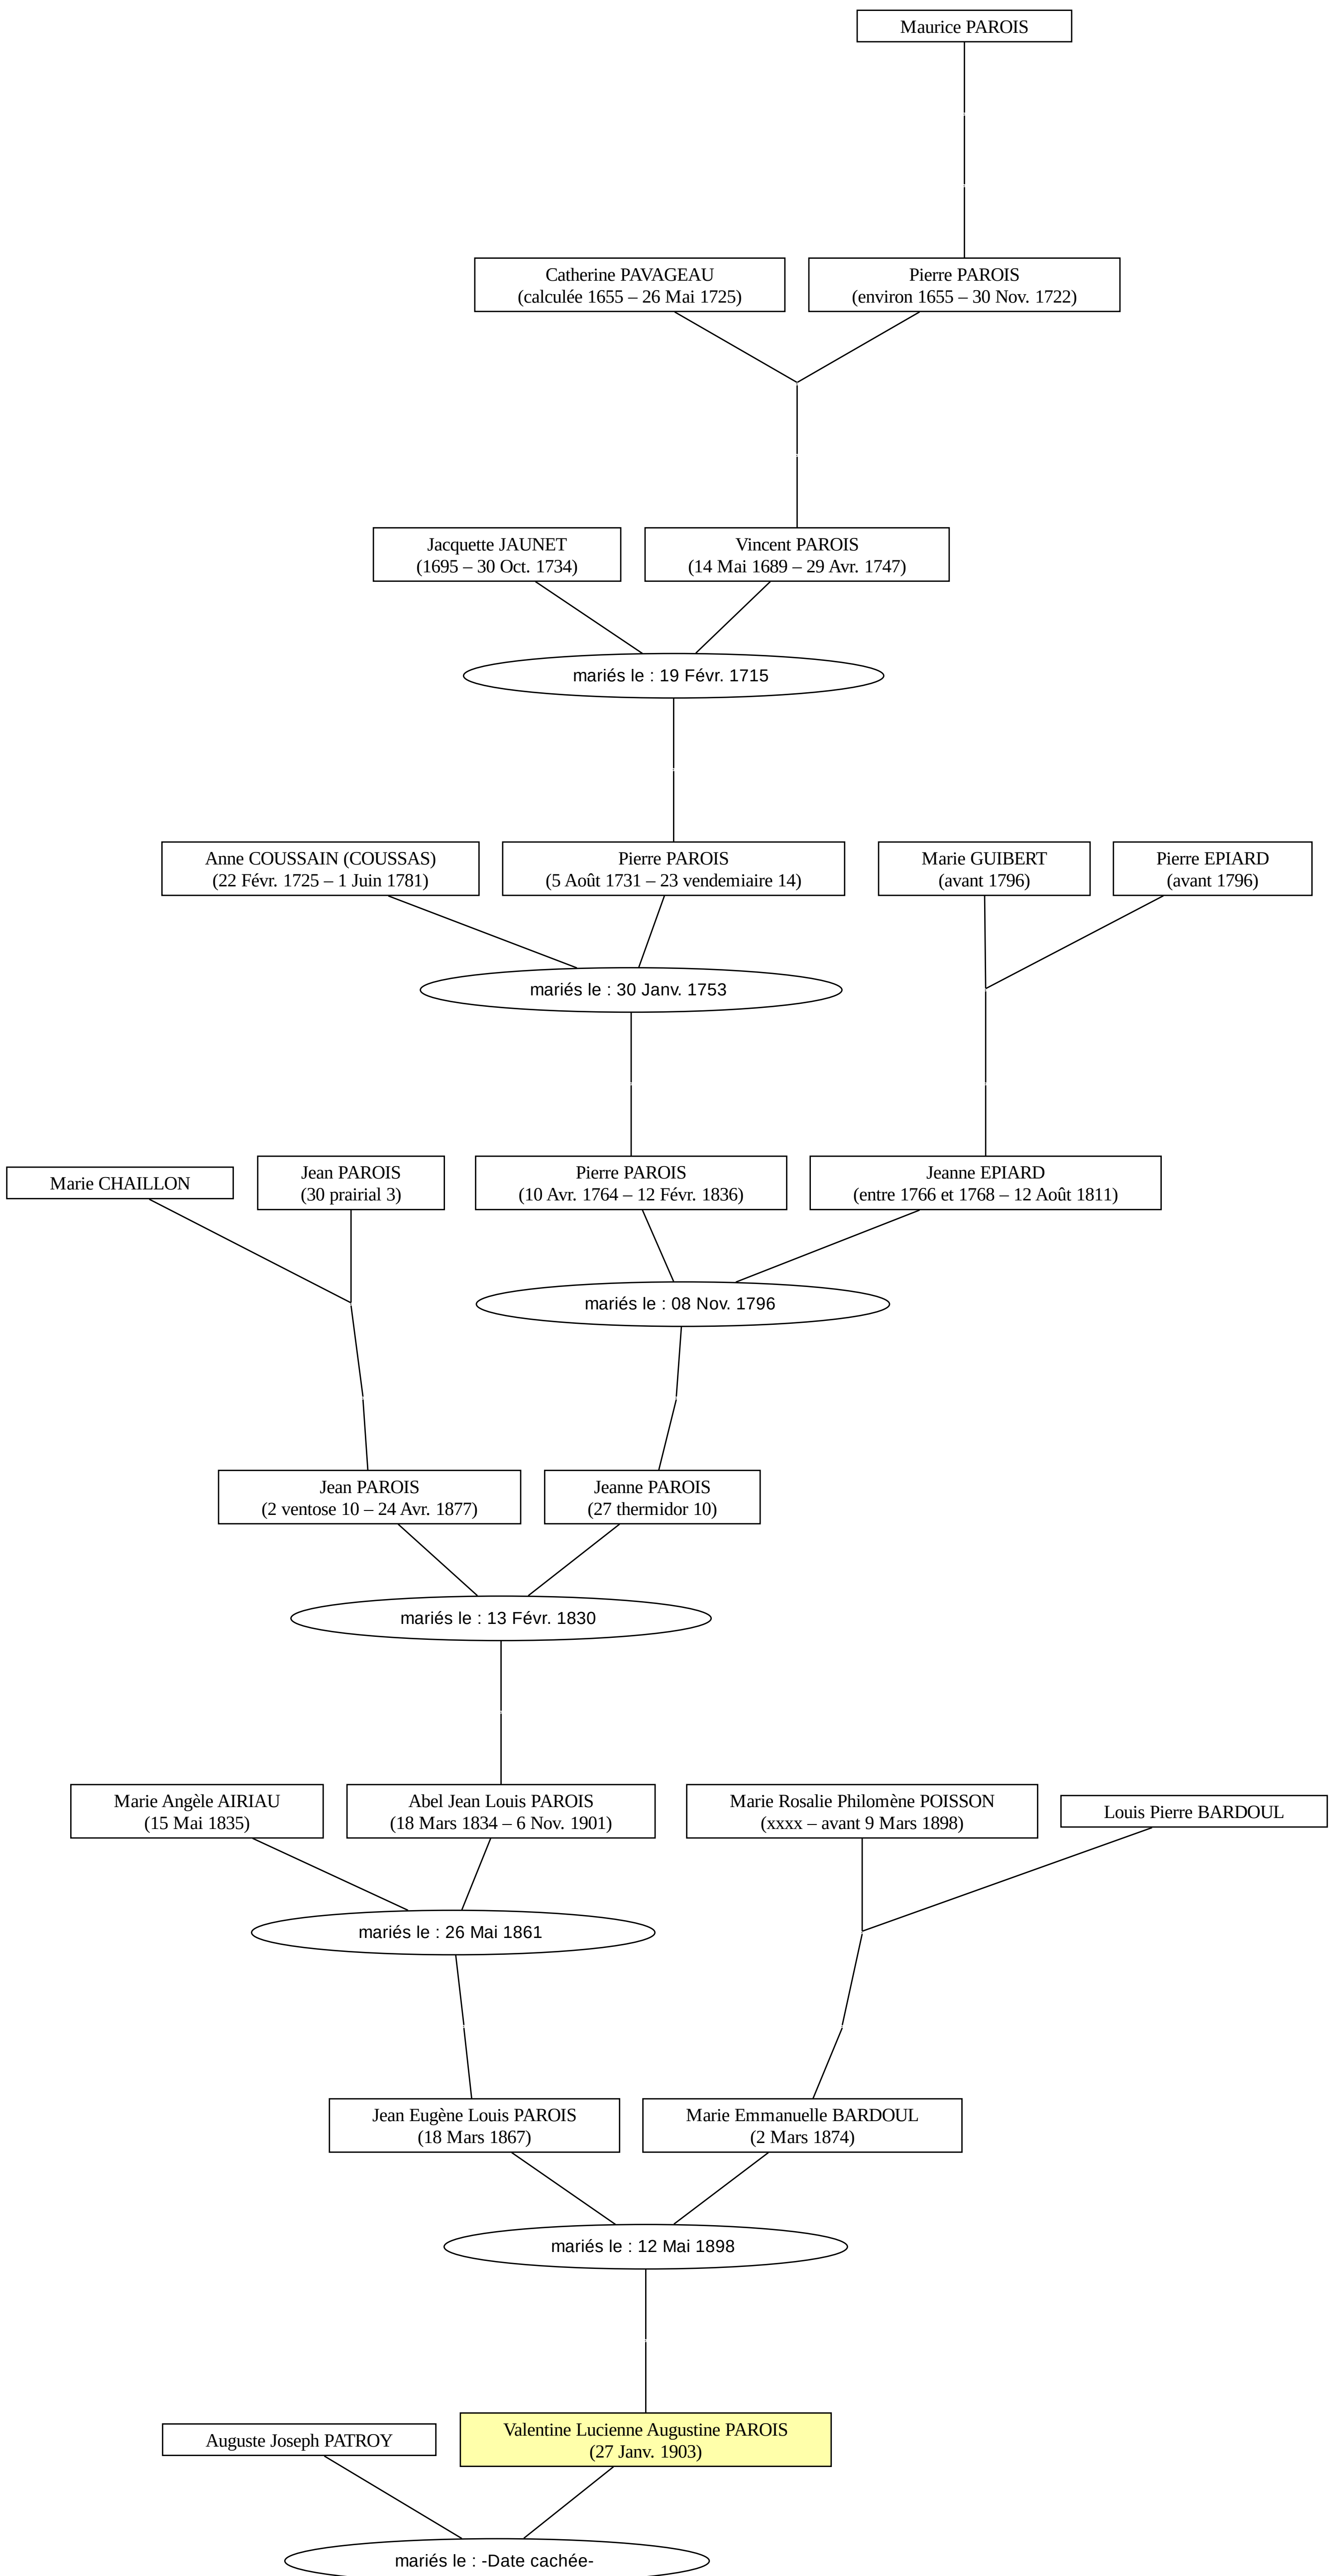 Maurice PAROIS
Catherine PAVAGEAU
(calculée 1655 – 26 Mai 1725)
Pierre PAROIS
(environ 1655 – 30 Nov. 1722)
Jacquette JAUNET
(1695 – 30 Oct. 1734)
Vincent PAROIS
(14 Mai 1689 – 29 Avr. 1747)
mariés le : 19 Févr. 1715
Anne COUSSAIN (COUSSAS)
(22 Févr. 1725 – 1 Juin 1781)
Pierre PAROIS
(5 Août 1731 – 23 vendemiaire 14)
Marie GUIBERT
(avant 1796)
Pierre EPIARD
(avant 1796)
mariés le : 30 Janv. 1753
Marie CHAILLON
Jean PAROIS
(30 prairial 3)
Pierre PAROIS
(10 Avr. 1764 – 12 Févr. 1836)
Jeanne EPIARD
(entre 1766 et 1768 – 12 Août 1811)
mariés le : 08 Nov. 1796
Jean PAROIS
(2 ventose 10 – 24 Avr. 1877)
Jeanne PAROIS
(27 thermidor 10)
mariés le : 13 Févr. 1830
Marie Angèle AIRIAU
(15 Mai 1835)
Abel Jean Louis PAROIS
(18 Mars 1834 – 6 Nov. 1901)
Marie Rosalie Philomène POISSON
(xxxx – avant 9 Mars 1898)
Louis Pierre BARDOUL
mariés le : 26 Mai 1861
Jean Eugène Louis PAROIS
(18 Mars 1867)
Marie Emmanuelle BARDOUL
(2 Mars 1874)
mariés le : 12 Mai 1898
Auguste Joseph PATROY
Valentine Lucienne Augustine PAROIS
(27 Janv. 1903)
mariés le : -Date cachée-